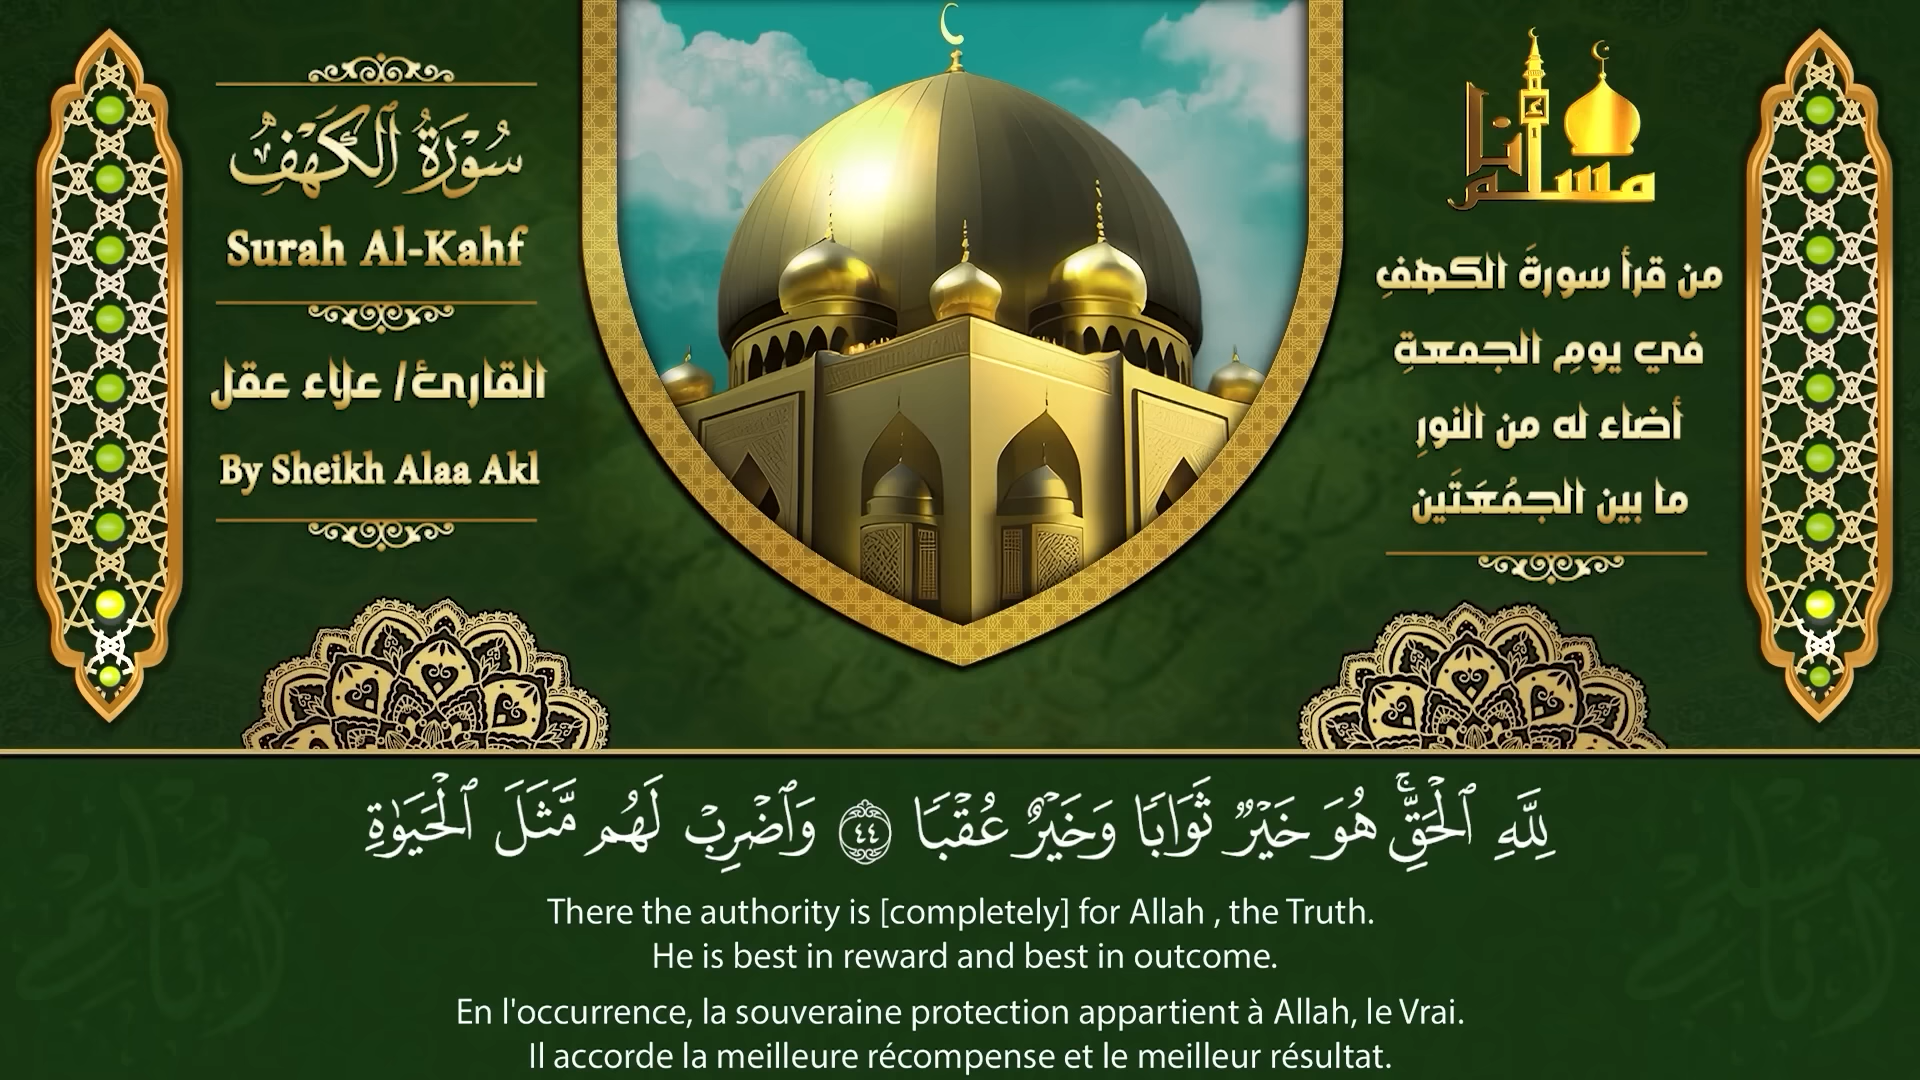 سُورَةُ الكَهْفِ
Surah Al-Kahf
القارئ / علاء عقل
By Sheikh Alaa Akl
أنا
مسلم
من قرأ سورةَ الكهفِ
في يومِ الجمعةِ
أضاء له من النورِ
ما بين الجمُعَتَين
لِلَّهِ ٱلْحَقِّۚ هُوَ خَيْرٌ ثَوَابًا وَخَيْرٌ عُقْبًا ٤٤ وَٱضْرِبْ لَهُم مَّثَلَ ٱلْحَيَوٰةِ
There the authority is [completely] for Allah , the Truth.
He is best in reward and best in outcome.
En l'occurrence, la souveraine protection appartient à Allah, le Vrai.
Il accorde la meilleure récompense et le meilleur résultat.